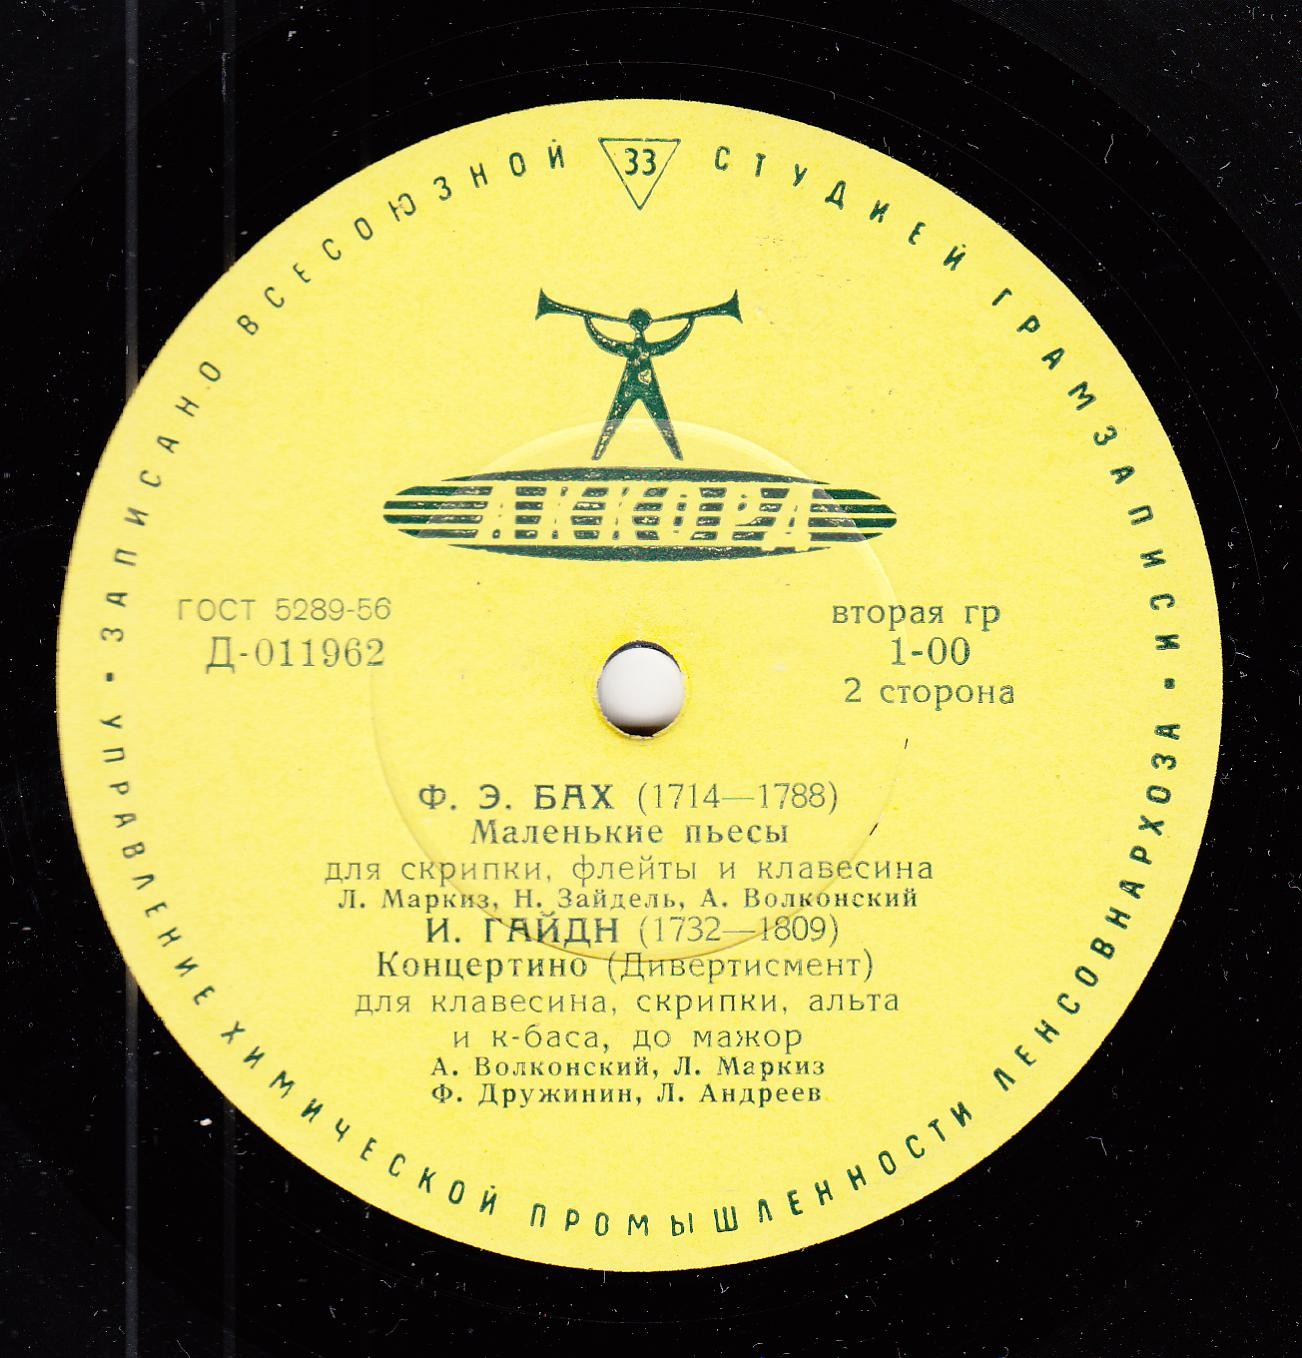 ЗАПИСАНО ВСЕСОЮЗНОЙ 33 СТУДИЕЙ ГРАМЗАПИСИ
АККОРД
ГОСТ 5289-56
Д-011962
вторая гр
1-00
2 сторона
Ф. Э. БАХ (1714—1788)
Маленькие пьесы
для скрипки, флейты и клавесина
Л. Маркиз, Н. Зайдель, А. Волконский
И. ГАЙДН (1732—1809)
Концертино (Дивертисмент)
для клавесина, скрипки, альта
и к-баса, до мажор
А. Волконский, Л. Маркиз
Ф. Дружинин, Л. Андреев
УПРАВЛЕНИЕ ХИМИЧЕСКОЙ ПРОМЫШЛЕННОСТИ ЛЕНСОВНАРХОЗА